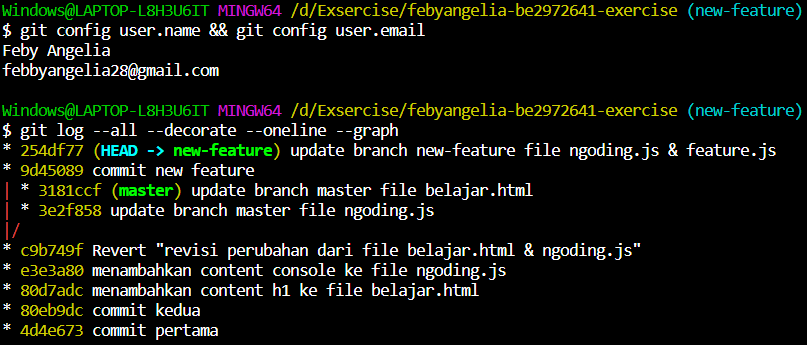 Windows@LAPTOP-L8H3U6IT MINGW64 /d/Exsercise/febyangelia-be2972641-exercise (new-feature)
$ git config user.name && git config user.email
Feby Angelia
febbyangelia28@gmail.com
Windows@LAPTOP-L8H3U6IT MINGW64 /d/Exsercise/febyangelia-be2972641-exercise (new-feature)
$ git log --all --decorate --oneline --graph
* 254df77 (HEAD -> new-feature) update branch new-feature file ngoding.js & feature.js
* 9d45089 commit new feature
| * 3181ccf (master) update branch master file belajar.html
| * 3e2f858 update branch master file ngoding.js
|/
* c9b749f Revert "revisi perubahan dari file belajar.html & ngoding.js"
* e3e3a80 menambahkan content console ke file ngoding.js
* 80d7adc menambahkan content h1 ke file belajar.html
* 80eb9dc commit kedua
* 4d4e673 commit pertama